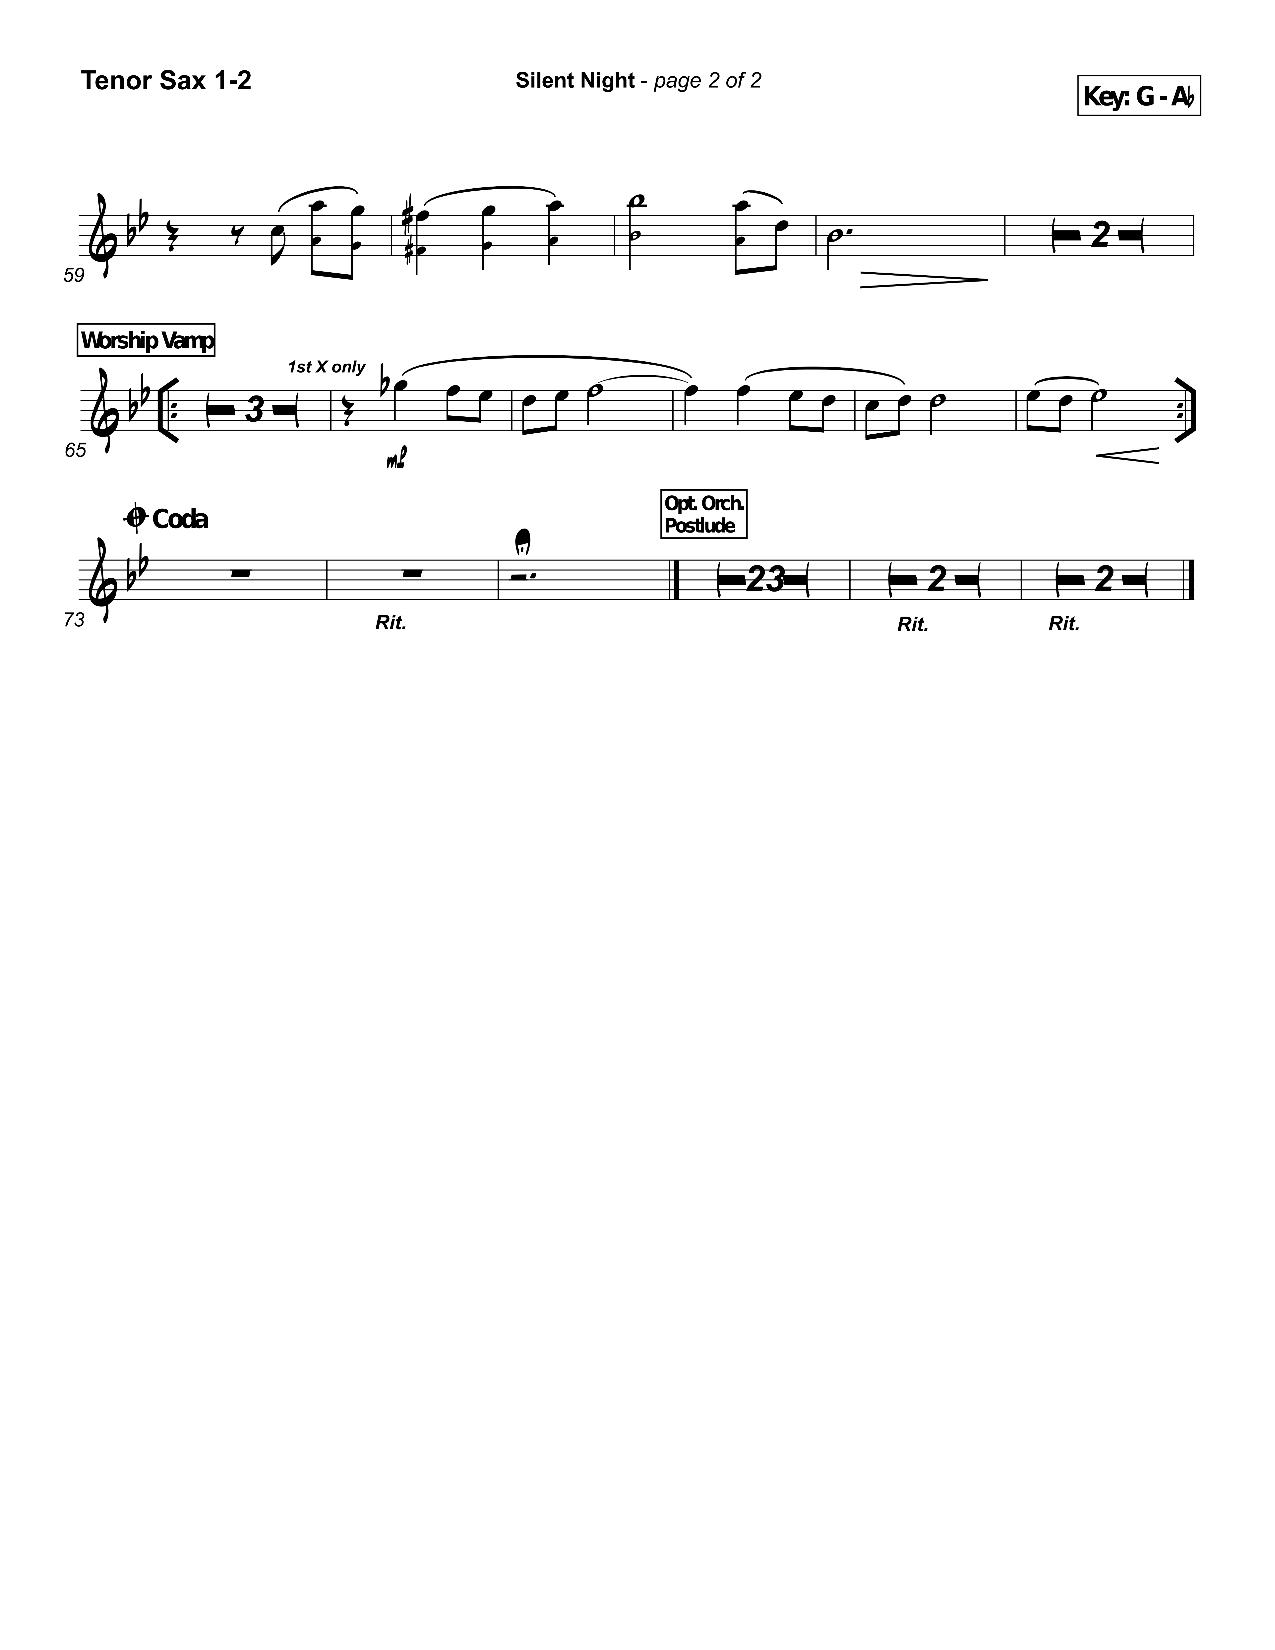 Tenor Sax 1-2
Silent Night - page 2 of 2
Key: G - A♭
2
59
Worship Vamp
1st X only
3
65
mf
Coda
Opt. Orch.
Postlude
23 2 2
73
Rit. Rit. Rit.